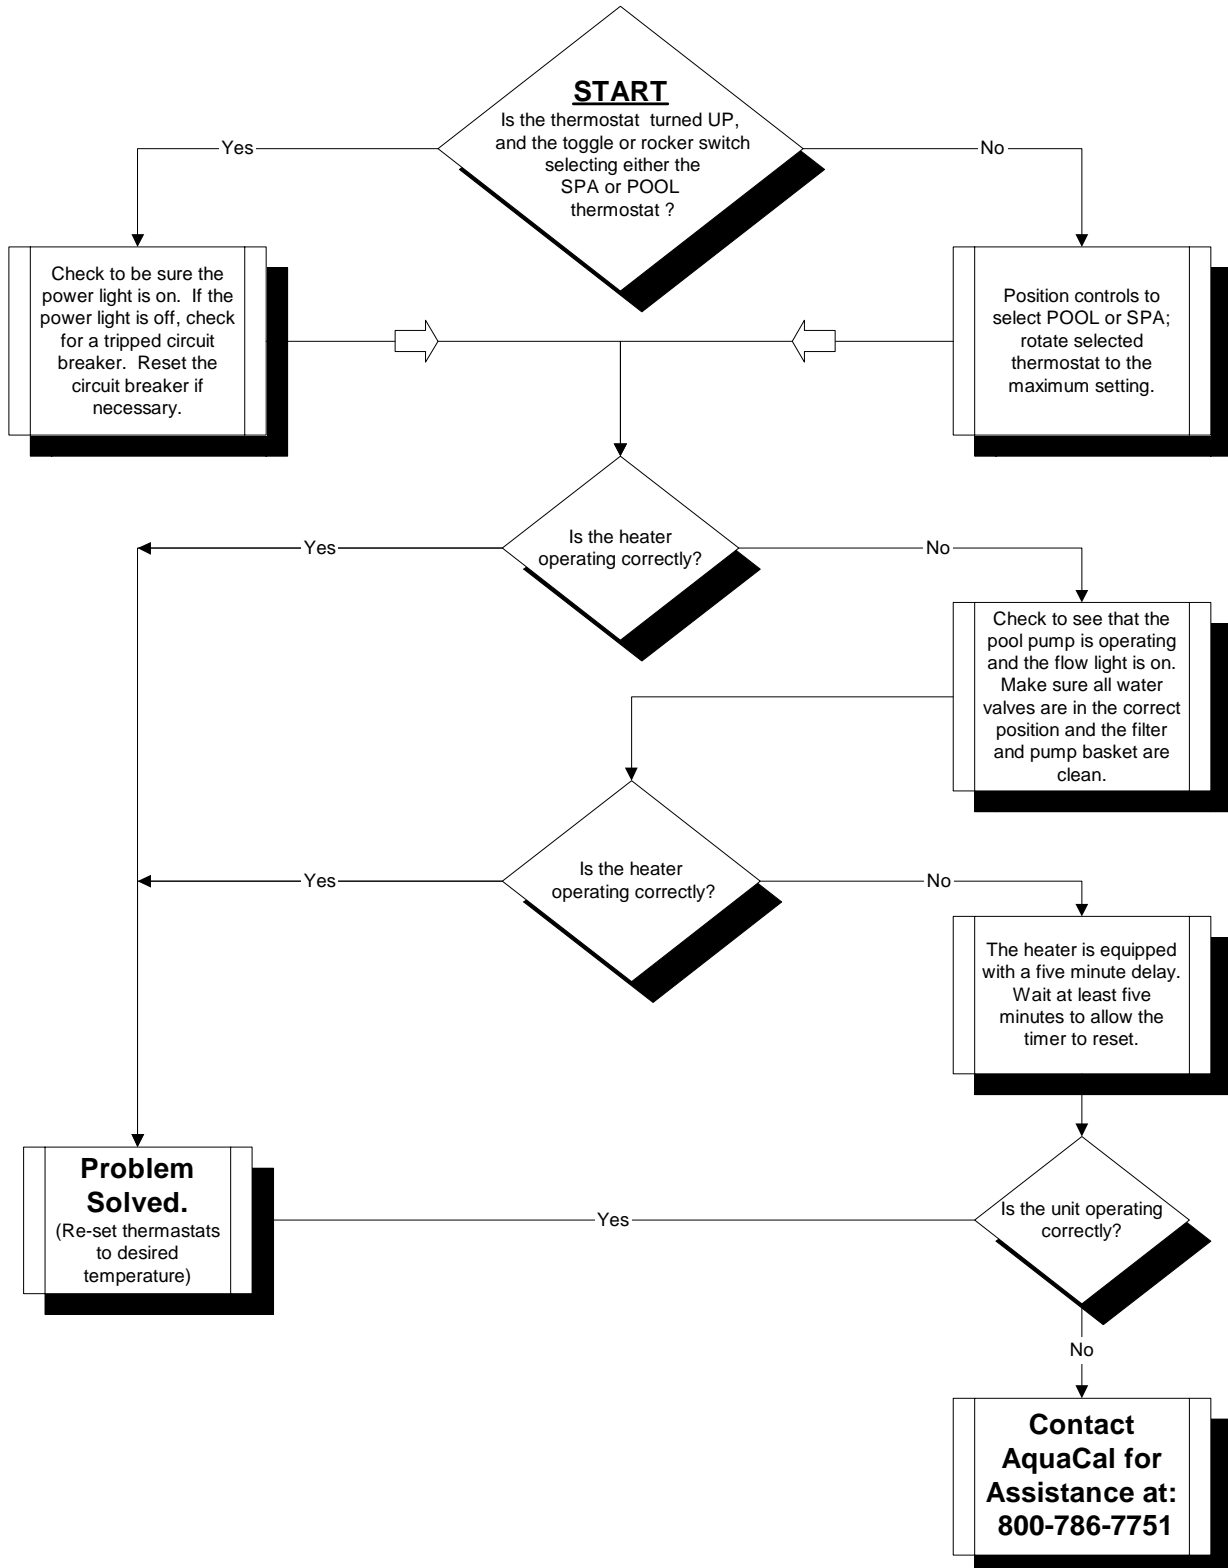 START
Is the thermostat turned UP,
and the toggle or rocker switch
selecting either the
SPA or POOL
thermostat ?
Yes
No
Check to be sure the
power light is on. If the
power light is off, check
for a tripped circuit
breaker. Reset the
circuit breaker if
necessary.
Position controls to
select POOL or SPA;
rotate selected
thermostat to the
maximum setting.
Is the heater
operating correctly?
Yes
No
Check to see that the
pool pump is operating
and the flow light is on.
Make sure all water
valves are in the correct
position and the filter
and pump basket are
clean.
Is the heater
operating correctly?
Yes
No
The heater is equipped
with a five minute delay.
Wait at least five
minutes to allow the
timer to reset.
Problem
Solved.
(Re-set thermastats
to desired
temperature)
Yes
Is the unit operating
correctly?
No
Contact
AquaCal for
Assistance at:
800-786-7751